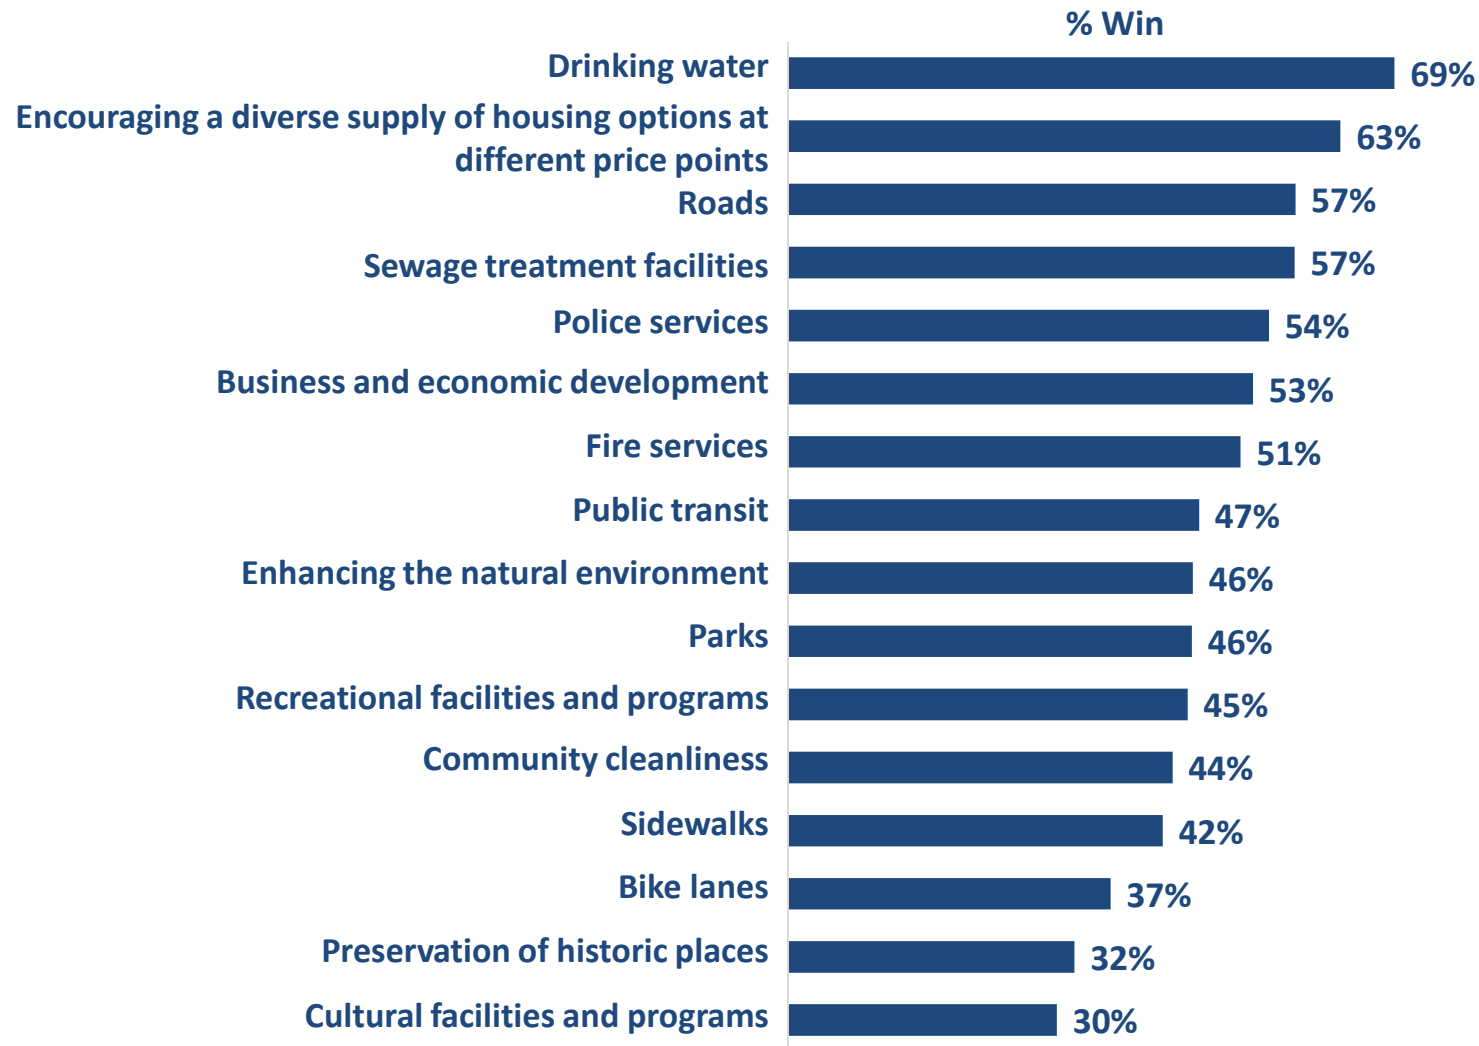 % Win
Drinking water 69%
Encouraging a diverse supply of housing options at
different price points 63%
Roads 57%
Sewage treatment facilities 57%
Police services 54%
Business and economic development 53%
Fire services 51%
Public transit 47%
Enhancing the natural environment 46%
Parks 46%
Recreational facilities and programs 45%
Community cleanliness 44%
Sidewalks 42%
Bike lanes 37%
Preservation of historic places 32%
Cultural facilities and programs 30%